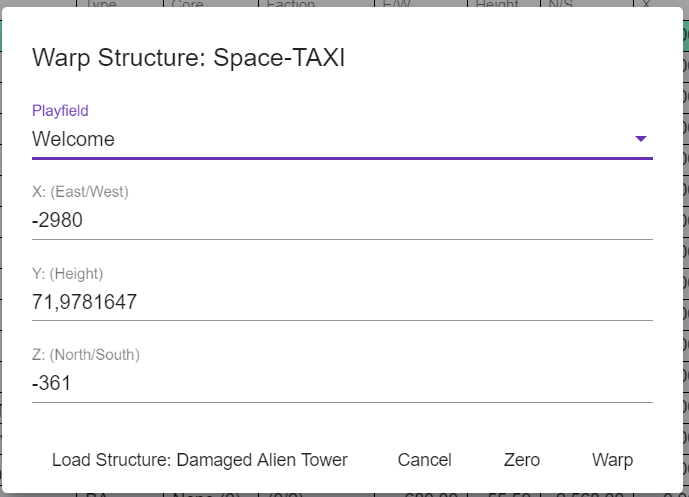 Type Core Faction E/W Height N/S X
Warp Structure: Space-TAXI
Playfield
Welcome
X: (East/West)
-2980
Y: (Height)
71,9781647
Z: (North/South)
-361
Load Structure: Damaged Alien Tower Cancel Zero Warp